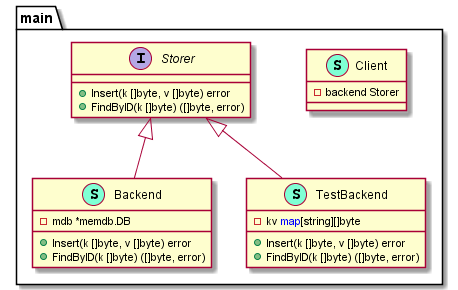 main
I Storer
Insert(k []byte, v []byte) error
FindByID(k []byte) ([]byte, error)
S Client
backend Storer
S Backend
mdb *memdb.DB
Insert(k []byte, v []byte) error
FindByID(k []byte) ([]byte, error)
S TestBackend
kv map[string][]byte
Insert(k []byte, v []byte) error
FindByID(k []byte) ([]byte, error)